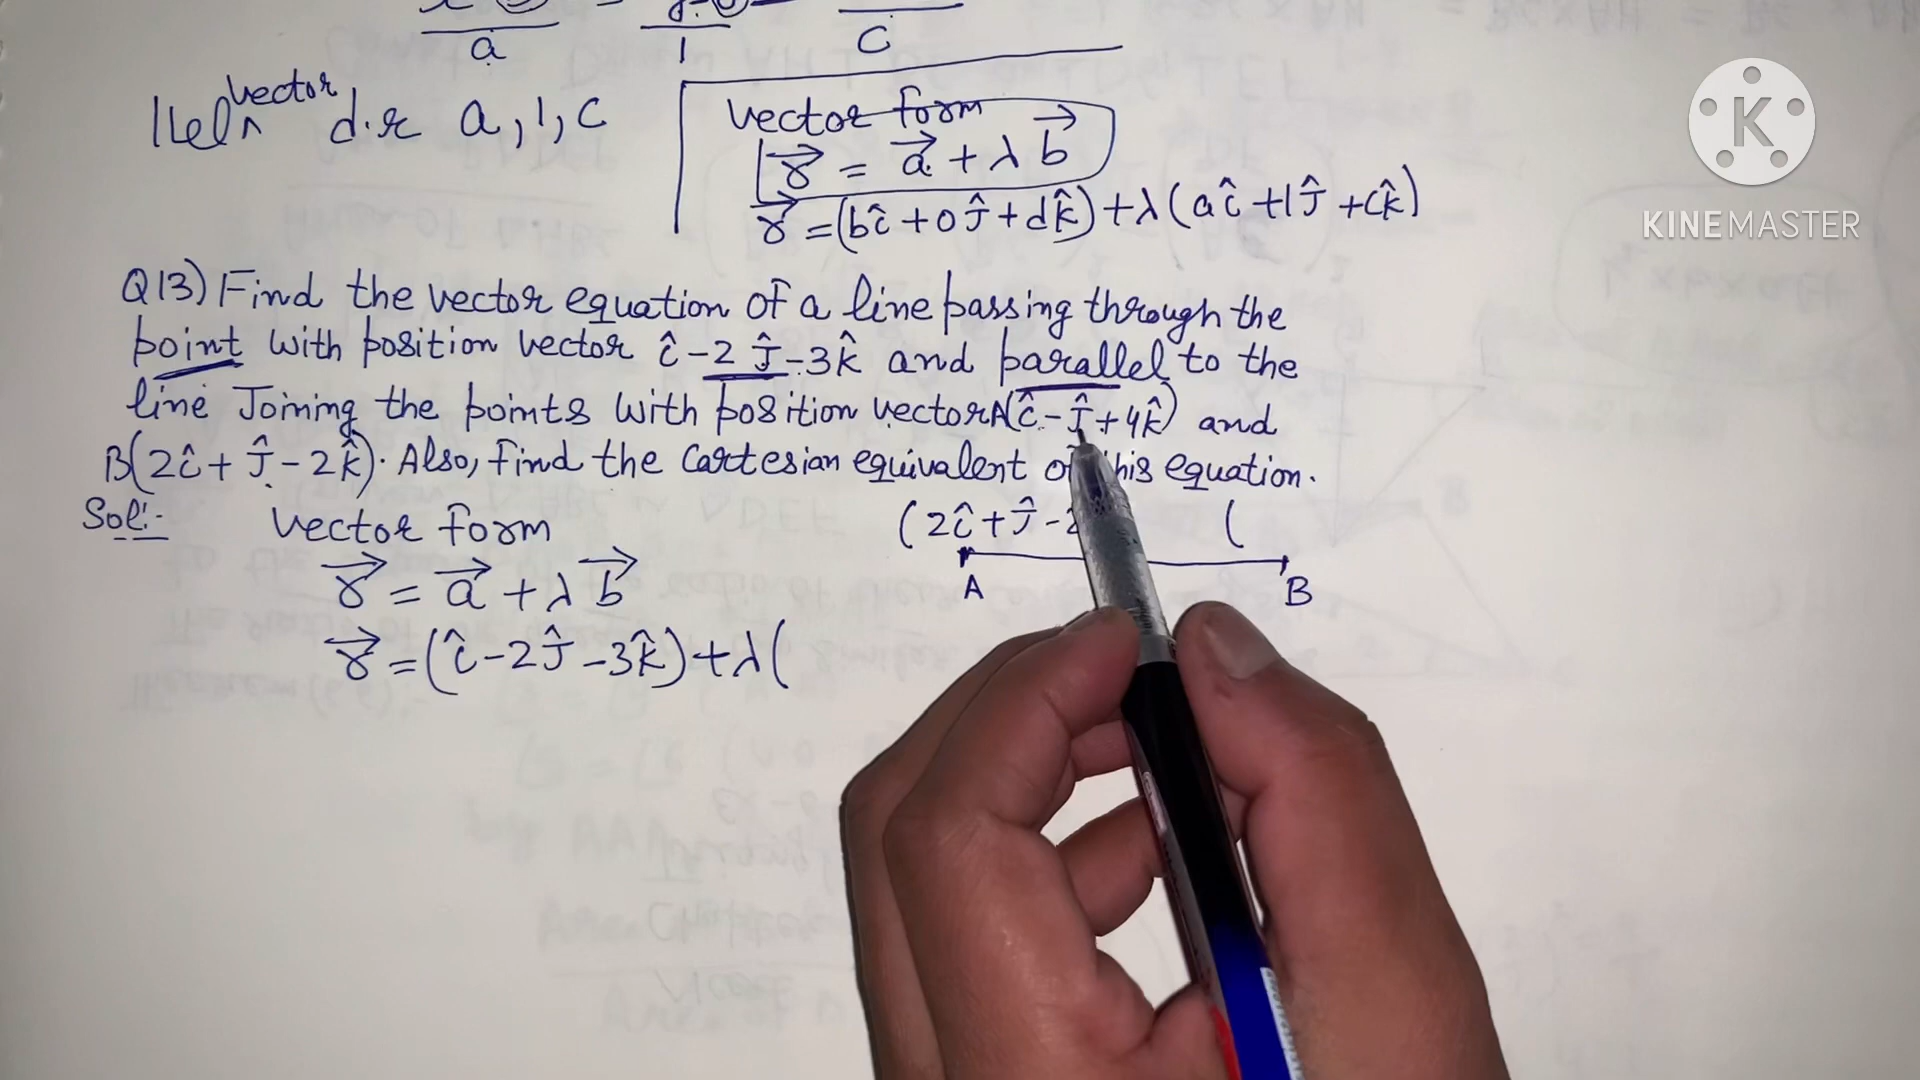 a 1 C
||el^ vector d.r a, 1, c
vector form
r⃗ = a⃗ + λ b⃗
r⃗ = (bî + 0ĵ + dk̂) + λ(aî + 1ĵ + ck̂)
Q13) Find the vector equation of a line passing through the
point with position vector î - 2ĵ - 3k̂ and parallel to the
line Joining the points with position vector A(î - ĵ + 4k̂) and
B(2î + ĵ - 2k̂). Also, find the Cartesian equivalent of this equation.
Sol:- Vector form
(2î + ĵ - 2 (
r⃗ = a⃗ + λ b⃗
A B
r⃗ = (î - 2ĵ - 3k̂) + λ(
K
KINEMASTER